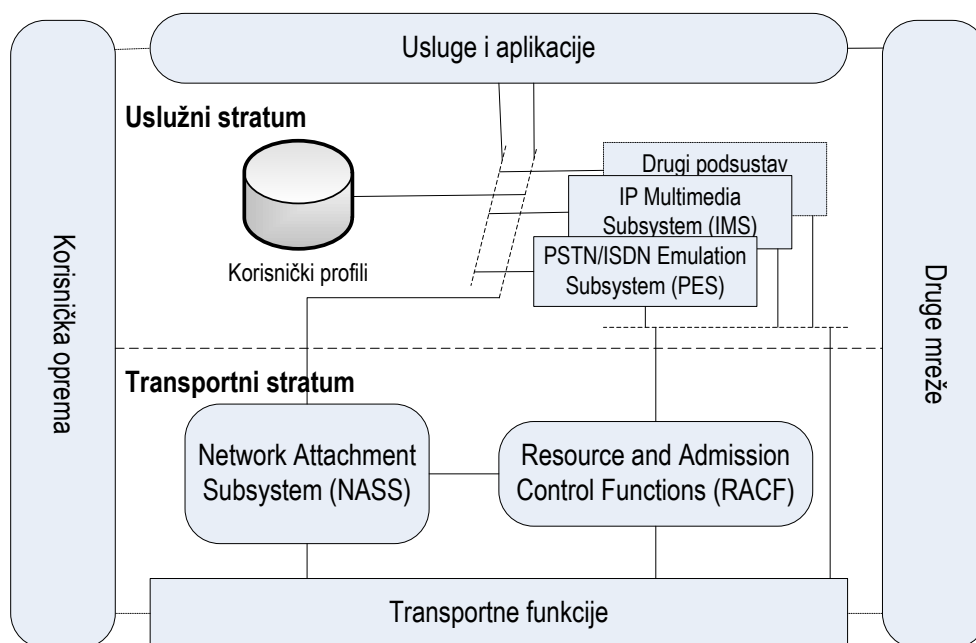 Usluge i aplikacije
Uslužni stratum
Drugi podsustav
IP Multimedia
Subsystem (IMS)
PSTN/ISDN Emulation
Subsystem (PES)
Korisnički profili
Korisnička oprema
Druge mreže
Transportni stratum
Network Attachment
Subsystem (NASS)
Resource and Admission
Control Functions (RACF)
Transportne funkcije